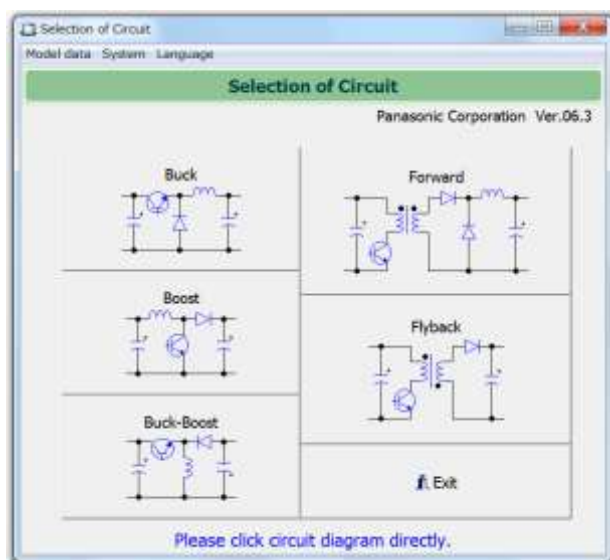 Selection of Circuit
Model data System Language
Selection of Circuit
Panasonic Corporation Ver.06.3
Buck
Forward
Boost
Flyback
Buck-Boost
Exit
Please click circuit diagram directly.